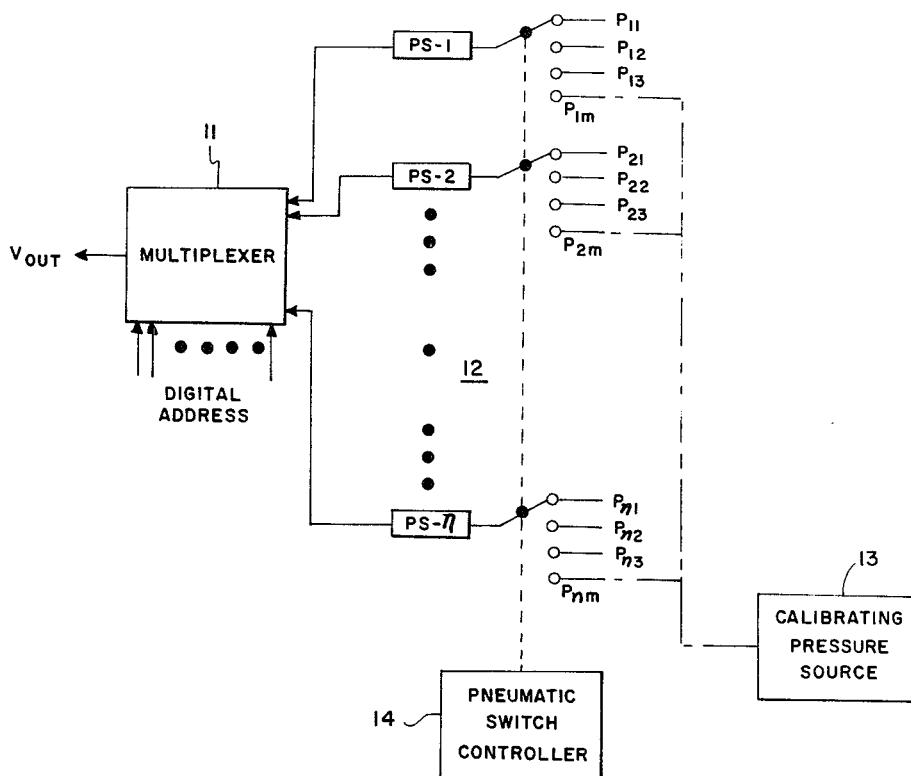 PS-1
P11
P12
P13
P1m
11
PS-2
P21
P22
P23
P2m
MULTIPLEXER
VOUT
DIGITAL
ADDRESS
12
PS-η
Pn1
Pn2
Pn3
Pnm
13
CALIBRATING
PRESSURE
SOURCE
14
PNEUMATIC
SWITCH
CONTROLLER